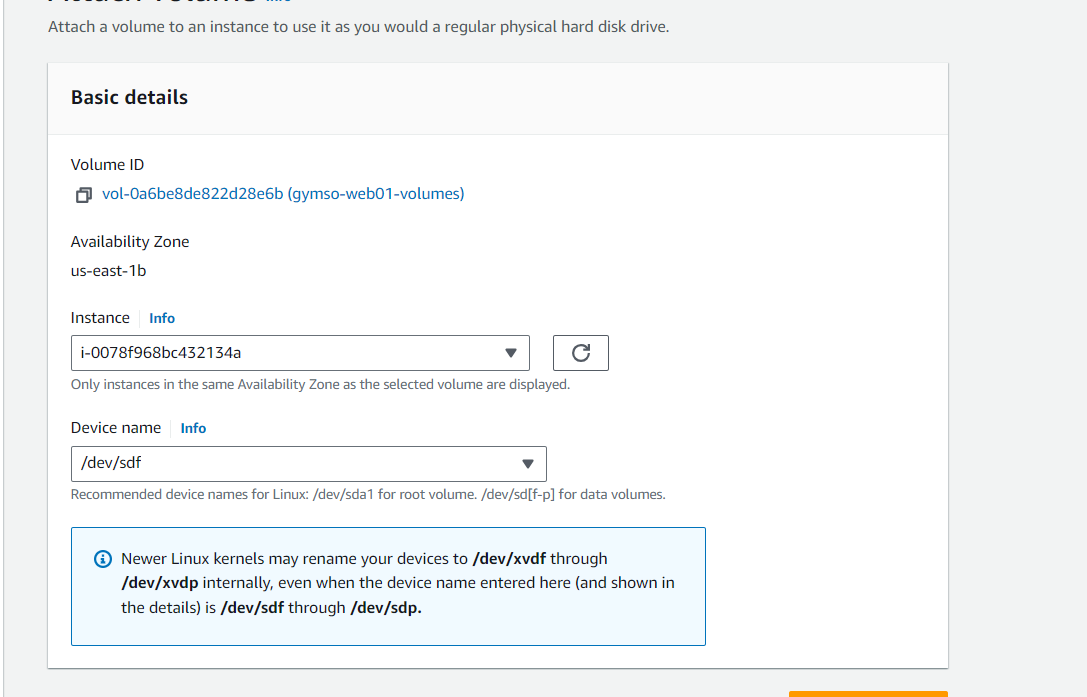 Attach a volume to an instance to use it as you would a regular physical hard disk drive.
Basic details
Volume ID
vol-0a6be8de822d28e6b (gymso-web01-volumes)
Availability Zone
us-east-1b
Instance Info
i-0078f968bc432134a
Only instances in the same Availability Zone as the selected volume are displayed.
Device name Info
/dev/sdf
Recommended device names for Linux: /dev/sda1 for root volume. /dev/sd[f-p] for data volumes.
Newer Linux kernels may rename your devices to /dev/xvdf through
/dev/xvdp internally, even when the device name entered here (and shown in
the details) is /dev/sdf through /dev/sdp.